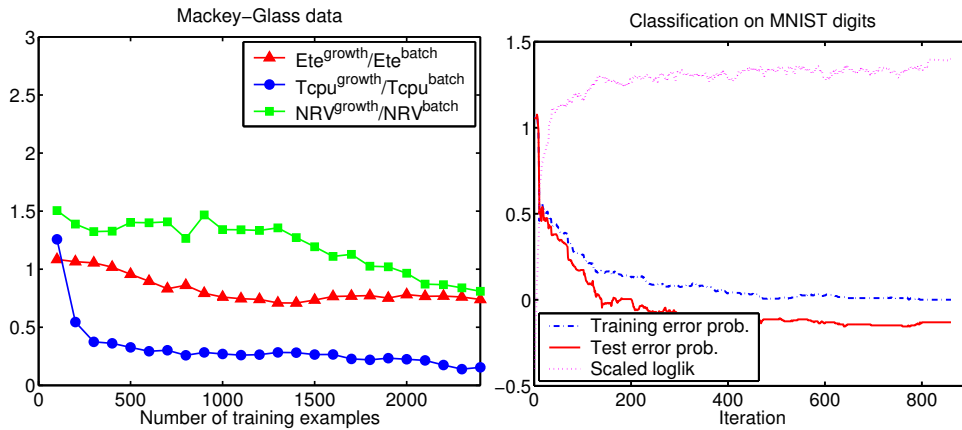 Mackey−Glass data
3
2.5
2
1.5
1
0.5
0
0 500 1000 1500 2000
Number of training examples
Ete^growth/Ete^batch
Tcpu^growth/Tcpu^batch
NRV^growth/NRV^batch
Classification on MNIST digits
1.5
1
0.5
0
−0.5
0 200 400 600 800
Iteration
Training error prob.
Test error prob.
Scaled loglik